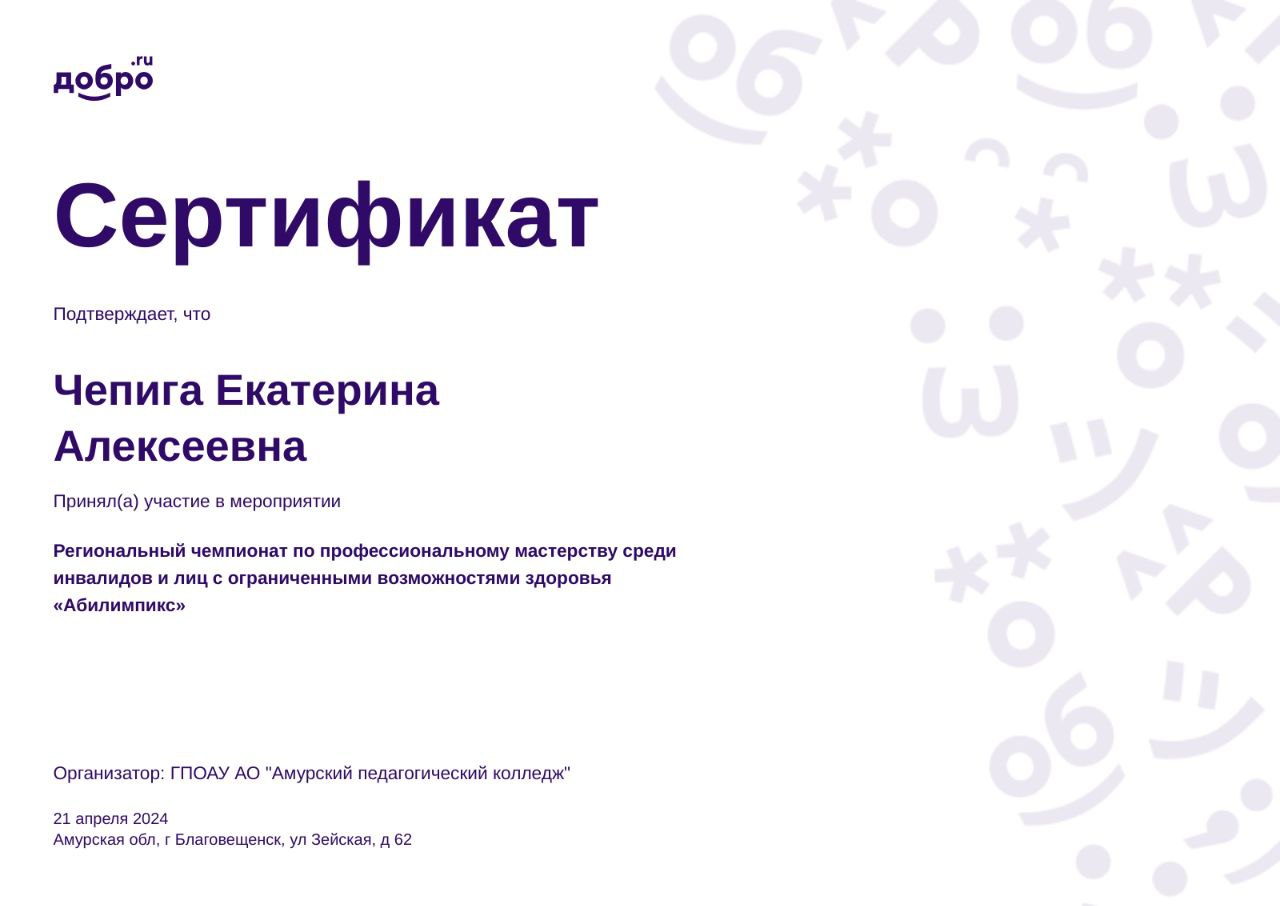 добро.ru
Сертификат
Подтверждает, что
Чепига Екатерина
Алексеевна
Принял(а) участие в мероприятии
Региональный чемпионат по профессиональному мастерству среди
инвалидов и лиц с ограниченными возможностями здоровья
«Абилимпикс»
Организатор: ГПОАУ АО "Амурский педагогический колледж"
21 апреля 2024
Амурская обл, г Благовещенск, ул Зейская, д 62